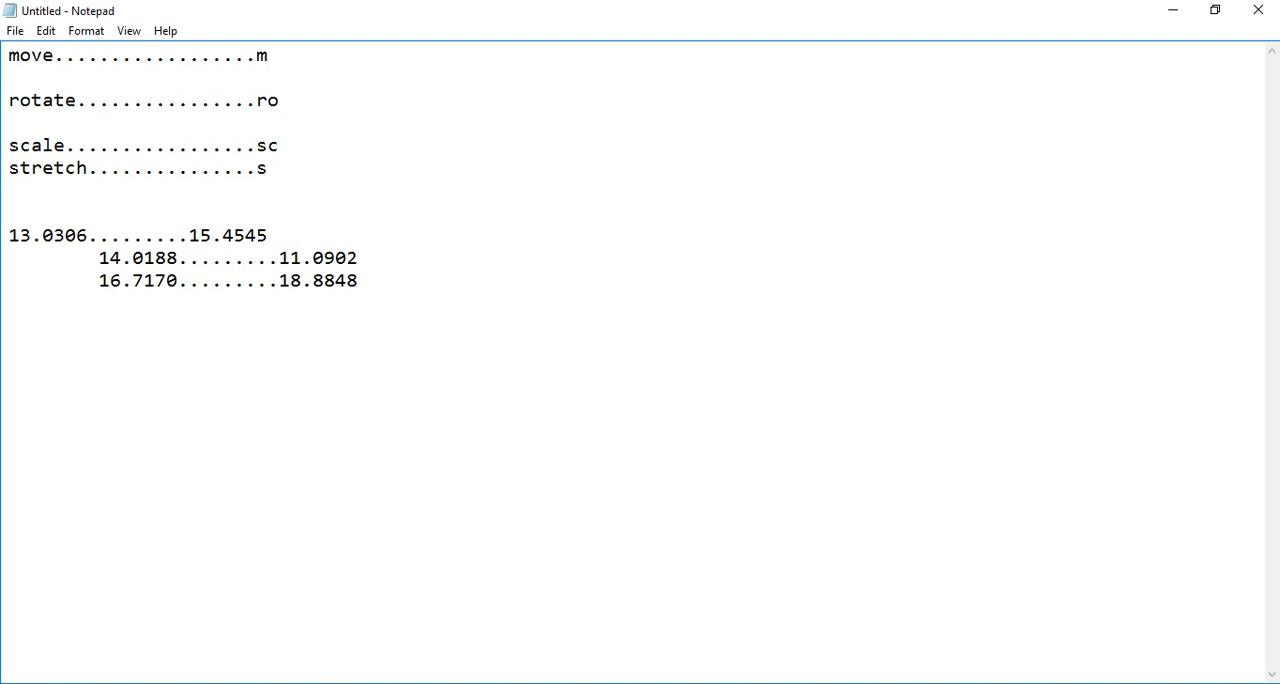 Untitled - Notepad
File Edit Format View Help
move..................m
rotate................ro
scale.................sc
stretch...............s
13.0306.........15.4545
14.0188.........11.0902
16.7170.........18.8848